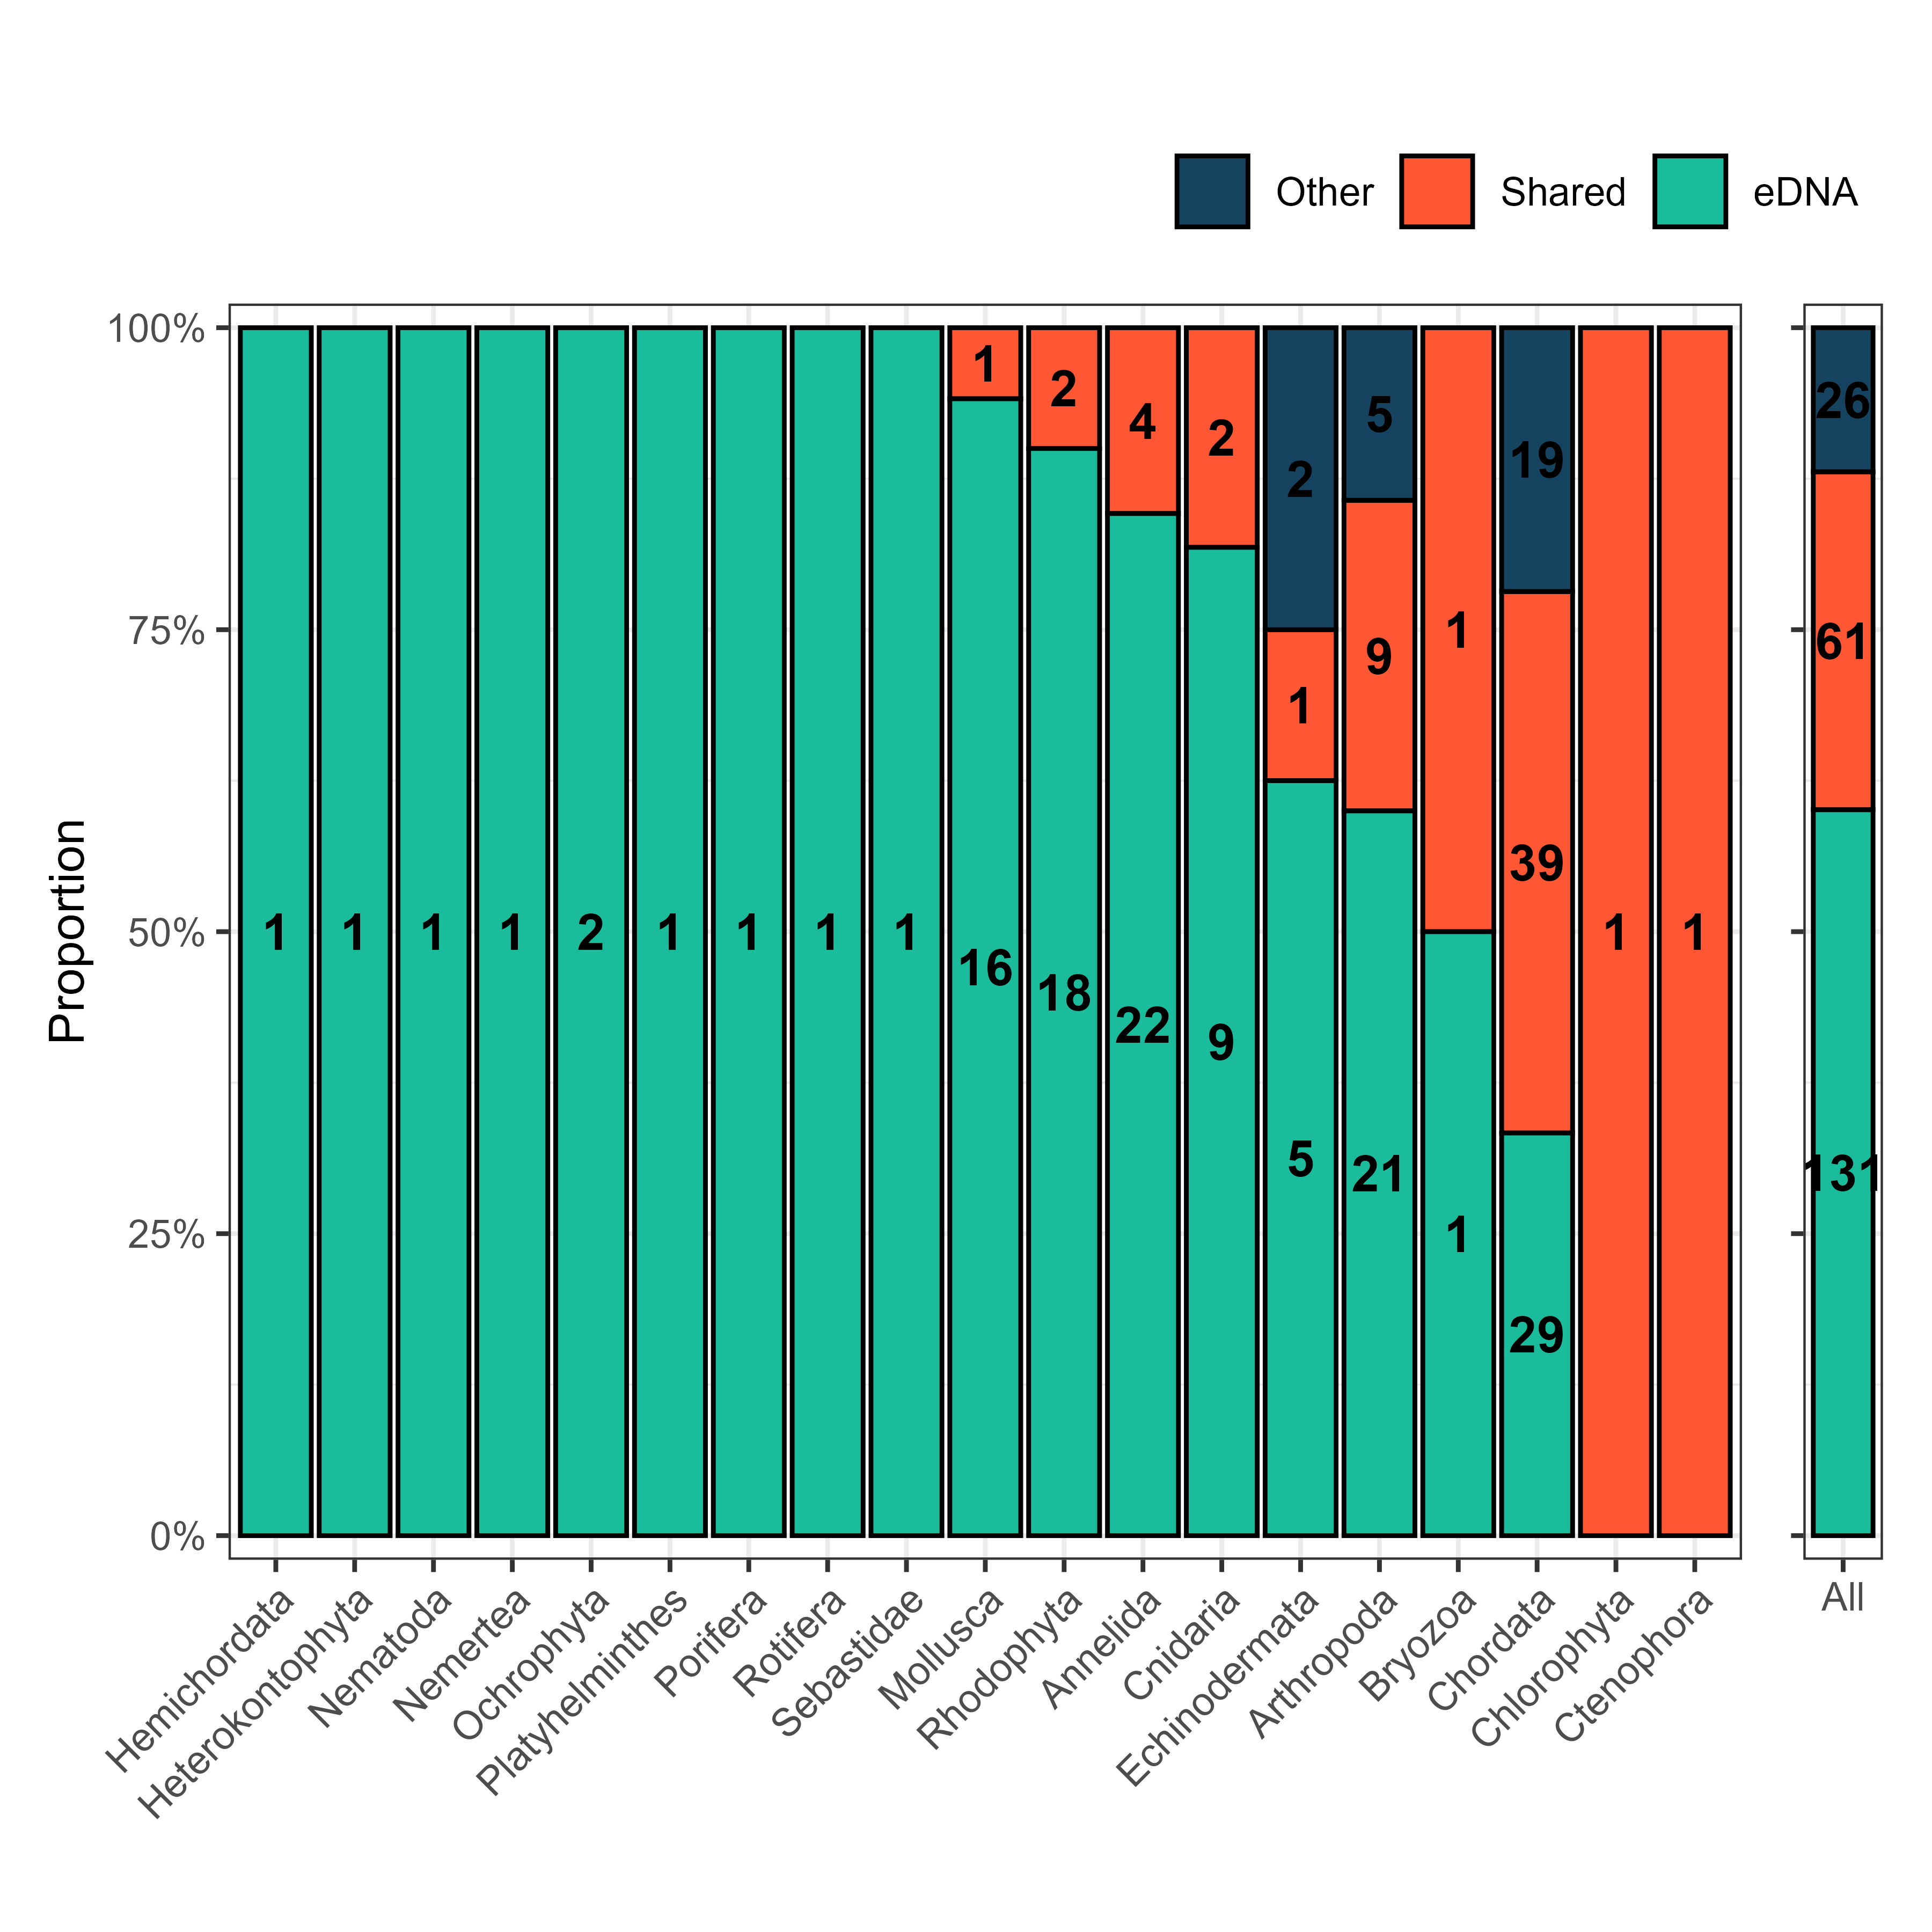 Other Shared eDNA
Proportion
100%
75%
50%
25%
0%
1 1 1 1 2 1 1 1 1
1 16
2 18
4 22
2 9
2 1 5
5 9 21
1 1
19 39 29
1
1
26 61 131
Hemichordata
Heterokontophyta
Nematoda
Nemertea
Ochrophyta
Platyhelminthes
Porifera
Rotifera
Sebastidae
Mollusca
Rhodophyta
Annelida
Cnidaria
Echinodermata
Arthropoda
Bryozoa
Chordata
Chlorophyta
Ctenophora
All